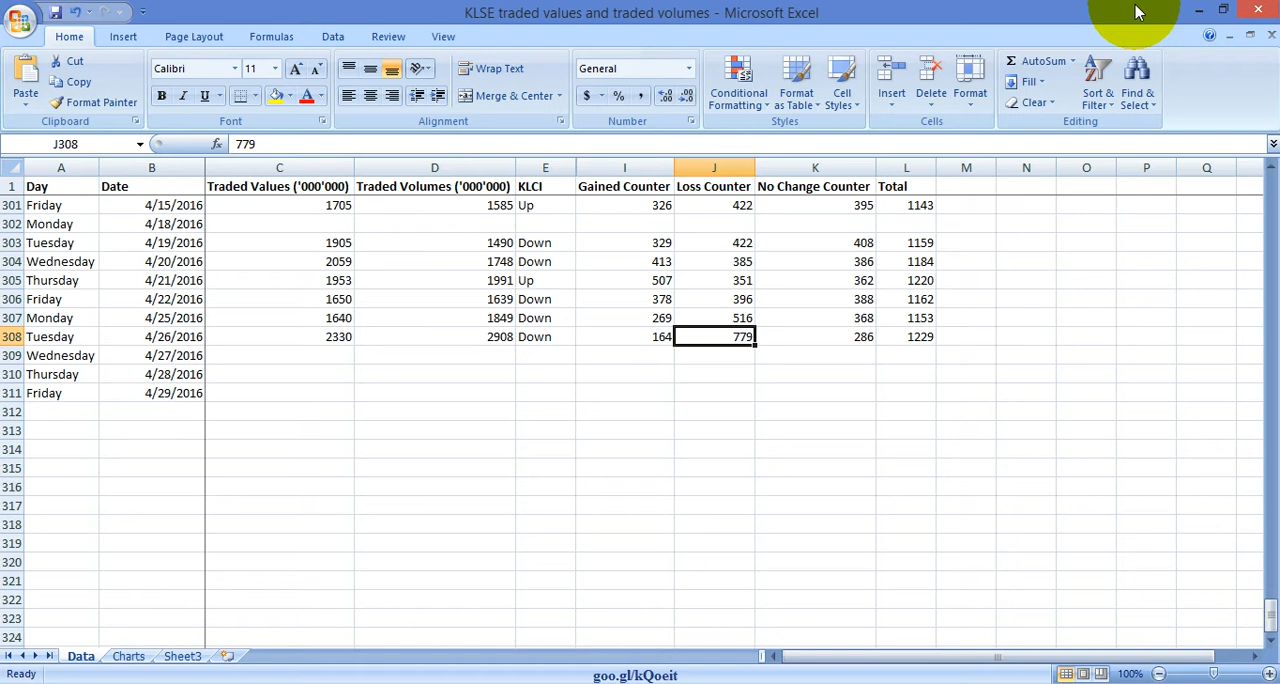 KLSE traded values and traded volumes - Microsoft Excel
Home Insert Page Layout Formulas Data Review View
Paste Cut Copy Format Painter Clipboard
Calibri 11 A A B I U A Font
Wrap Text Merge & Center Alignment
General $ % , .0 .00 .00 .0 Number
Conditional Formatting Format as Table Cell Styles Styles
Insert Delete Format Cells
Σ AutoSum Fill Clear Sort & Filter Find & Select Editing
J308 fx 779
A B C D E I J K L M N O P Q
1 Day Date Traded Values ('000'000) Traded Volumes ('000'000) KLCI Gained Counter Loss Counter No Change Counter Total
301 Friday 4/15/2016 1705 1585 Up 326 422 395 1143
302 Monday 4/18/2016
303 Tuesday 4/19/2016 1905 1490 Down 329 422 408 1159
304 Wednesday 4/20/2016 2059 1748 Down 413 385 386 1184
305 Thursday 4/21/2016 1953 1991 Up 507 351 362 1220
306 Friday 4/22/2016 1650 1639 Down 378 396 388 1162
307 Monday 4/25/2016 1640 1849 Down 269 516 368 1153
308 Tuesday 4/26/2016 2330 2908 Down 164 779 286 1229
309 Wednesday 4/27/2016
310 Thursday 4/28/2016
311 Friday 4/29/2016
312
313
314
315
316
317
318
319
320
321
322
323
324
Data Charts Sheet3
Ready goo.gl/kQoeit 100%